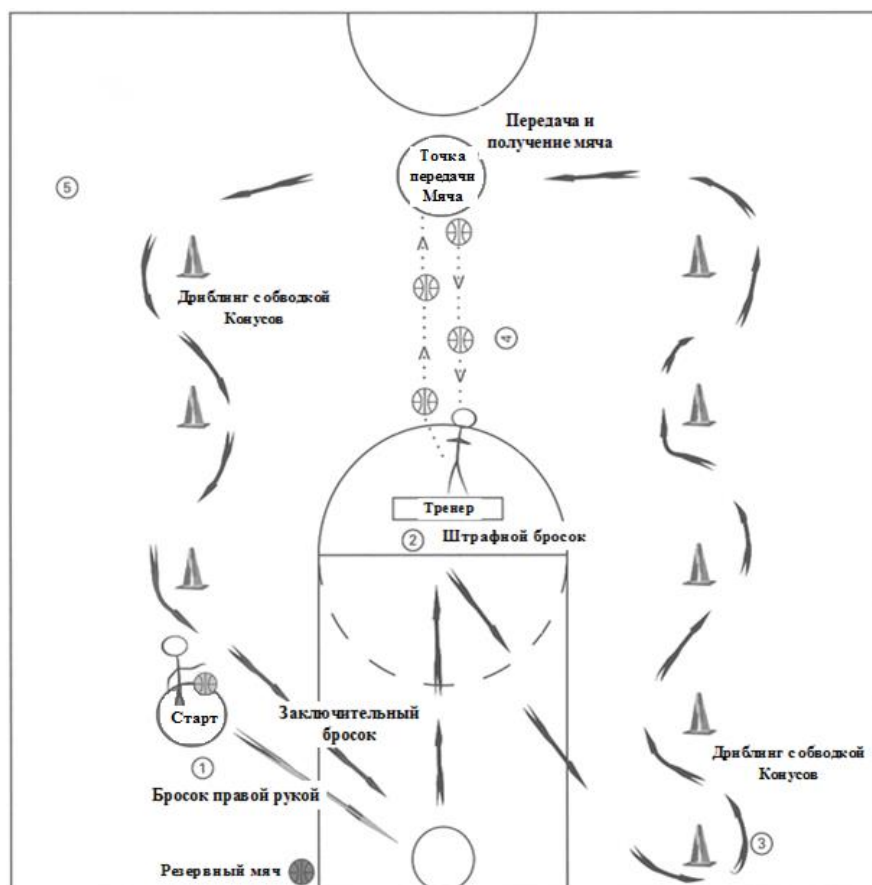 Передача и
получение мяча
Точка
передачи
Мяча
5
Дриблинг с обводкой
Конусов
4
Тренер
2
Штрафной бросок
Старт
Заключительный
бросок
1
Бросок правой рукой
Дриблинг с обводкой
Конусов
3
Резервный мяч